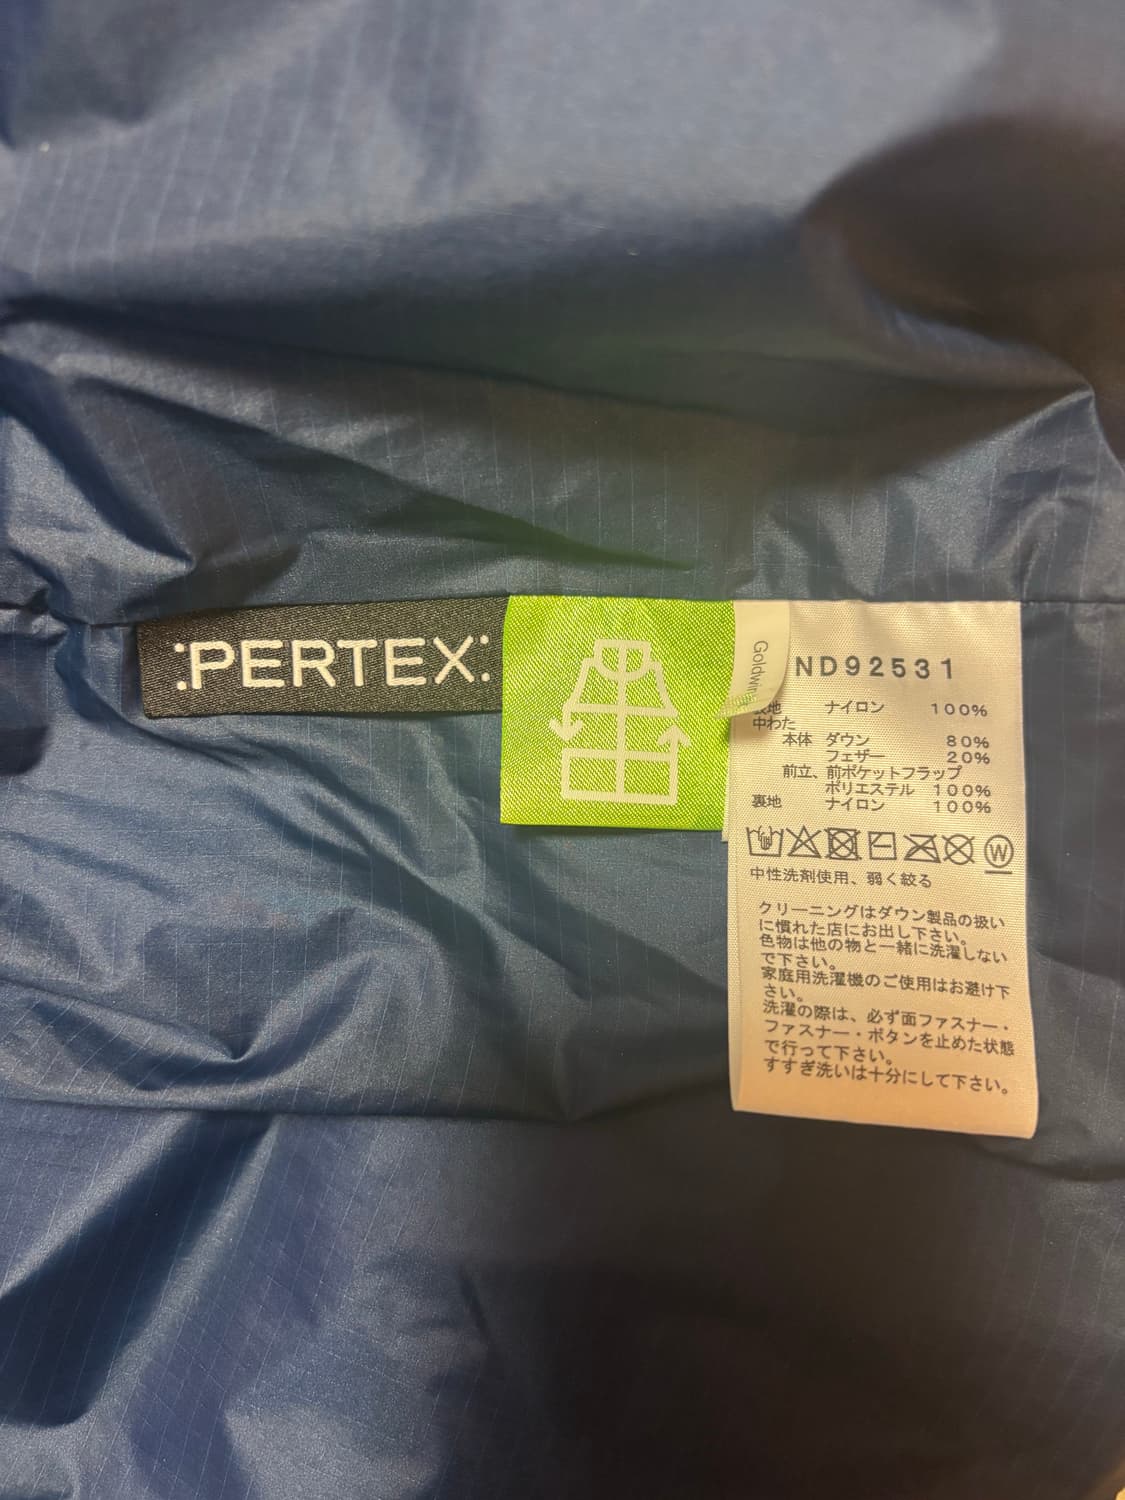 :PERTEX:
Goldwin
ND92531
表地 ナイロン 100%
中わた
本体 ダウン 80%
フェザー 20%
前立、前ポケットフラップ
ポリエステル 100%
裏地 ナイロン 100%
W
中性洗剤使用、弱く絞る
クリーニングはダウン製品の扱い
に慣れた店にお出し下さい。
色物は他の物と一緒に洗濯しない
で下さい。
家庭用洗濯機のご使用はお避け下
さい。
洗濯の際は、必ず面ファスナー・
ファスナー・ボタンを止めた状態
で行って下さい。
すすぎ洗いは十分にして下さい。